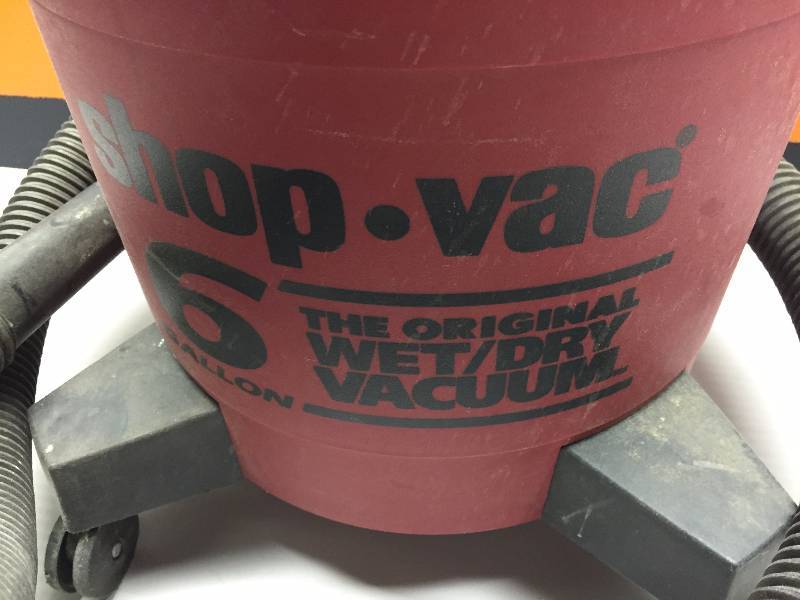 shop•vac®
6
GALLON
THE ORIGINAL
WET/DRY
VACUUM.